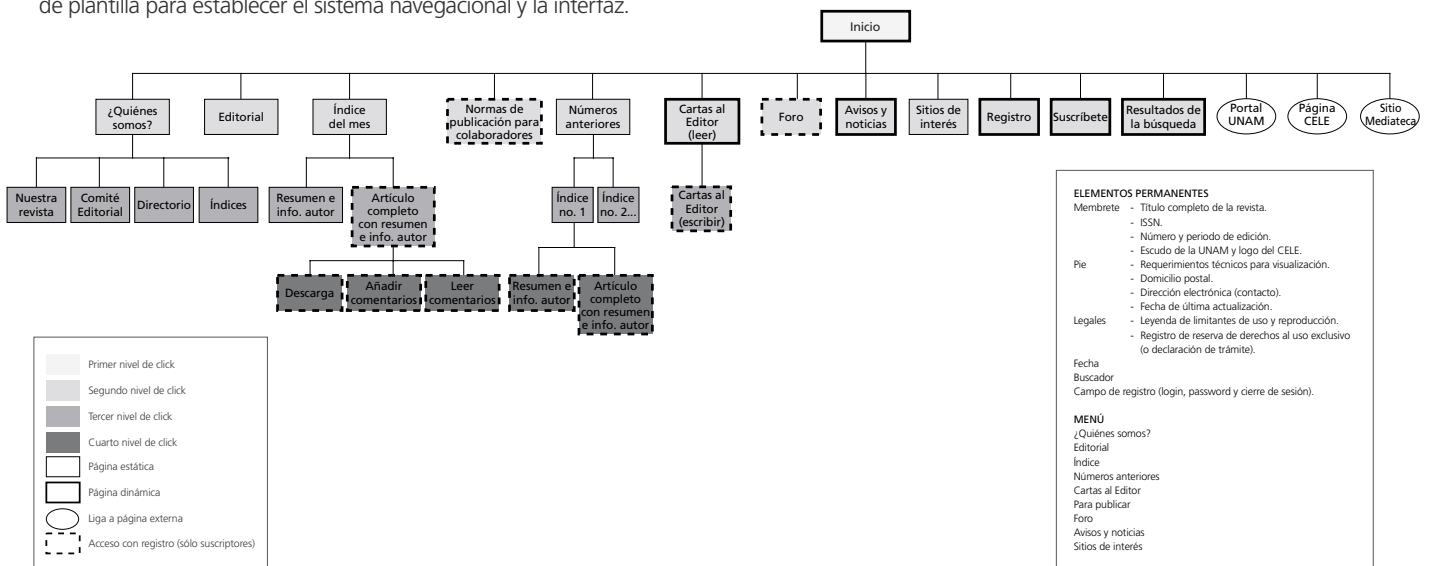 de plantilla para establecer el sistema navegacional y la interfaz.
Inicio
¿Quiénes
somos?
Editorial
Índice
del mes
Normas de
publicación para
colaboradores
Números
anteriores
Cartas al
Editor
(leer)
Foro
Avisos y
noticias
Sitios de
interés
Registro
Suscríbete
Resultados de
la búsqueda
Portal
UNAM
Página
CELE
Sitio
Mediateca
Nuestra
revista
Comité
Editorial
Directorio
Índices
Resumen e
info. autor
Artículo
completo
con resumen
e info. autor
Índice
no. 1
Índice
no. 2...
Cartas al
Editor
(escribir)
Descarga
Añadir
comentarios
Leer
comentarios
Resumen e
info. autor
Artículo
completo
con resumen
e info. autor
Primer nivel de click
Segundo nivel de click
Tercer nivel de click
Cuarto nivel de click
Página estática
Página dinámica
Liga a página externa
Acceso con registro (sólo suscriptores)
ELEMENTOS PERMANENTES
Membrete - Título completo de la revista.
- ISSN.
- Número y periodo de edición.
- Escudo de la UNAM y logo del CELE.
Pie - Requerimientos técnicos para visualización.
- Domicilio postal.
- Dirección electrónica (contacto).
- Fecha de última actualización.
Legales - Leyenda de limitantes de uso y reproducción.
- Registro de reserva de derechos al uso exclusivo
(o declaración de trámite).
Fecha
Buscador
Campo de registro (login, password y cierre de sesión).
MENÚ
¿Quiénes somos?
Editorial
Índice
Números anteriores
Cartas al Editor
Para publicar
Foro
Avisos y noticias
Sitios de interés